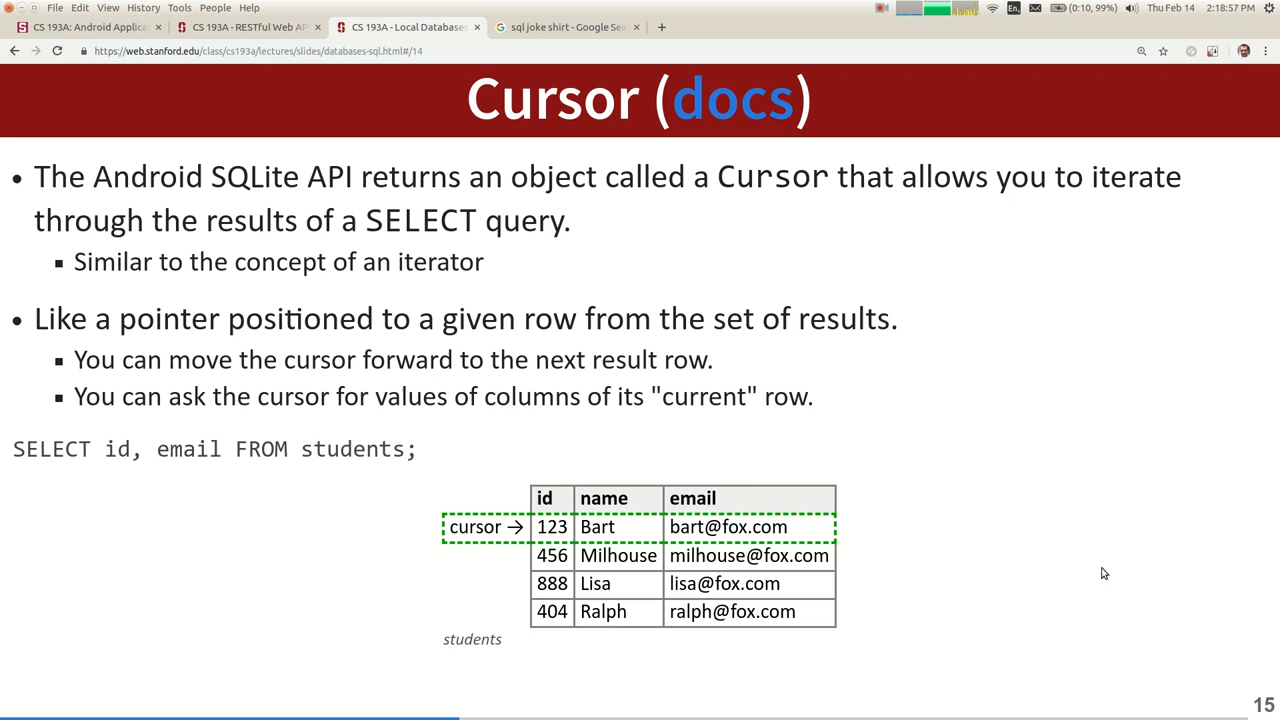 File Edit View History Tools People Help
En
(0:10, 99%)
Thu Feb 14
2:18:57 PM
CS 193A: Android Applica
CS 193A - RESTful Web AP
CS 193A - Local Databases
sql joke shirt - Google Sea
https://web.stanford.edu/class/cs193a/lectures/slides/databases-sql.html#/14
Cursor (docs)
• The Android SQLite API returns an object called a Cursor that allows you to iterate
through the results of a SELECT query.
▪ Similar to the concept of an iterator
• Like a pointer positioned to a given row from the set of results.
▪ You can move the cursor forward to the next result row.
▪ You can ask the cursor for values of columns of its "current" row.
SELECT id, email FROM students;
id name email
cursor → 123 Bart bart@fox.com
456 Milhouse milhouse@fox.com
888 Lisa lisa@fox.com
404 Ralph ralph@fox.com
students
15